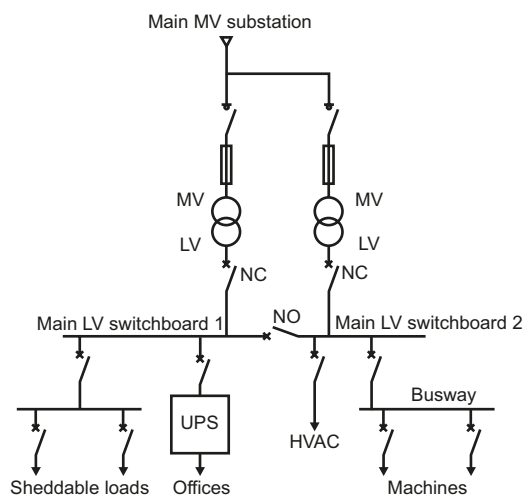 Main MV substation
MV
MV
LV
LV
NC
NC
NO
Main LV switchboard 1
Main LV switchboard 2
Busway
UPS
HVAC
Sheddable loads
Offices
Machines